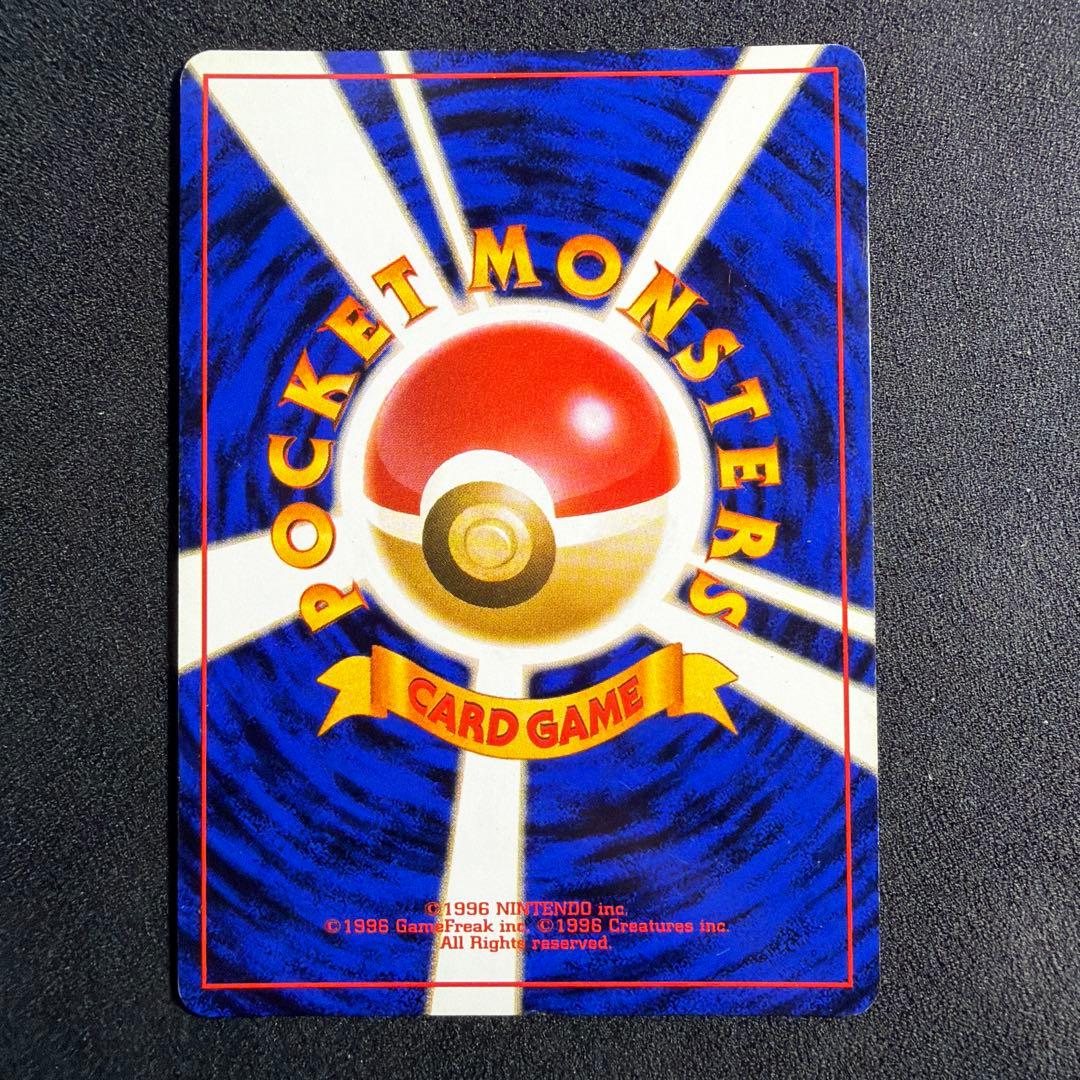 POCKET MONSTERS
CARD GAME
©1996 NINTENDO inc.
©1996 GameFreak inc. ©1996 Creatures inc.
All Rights reserved.